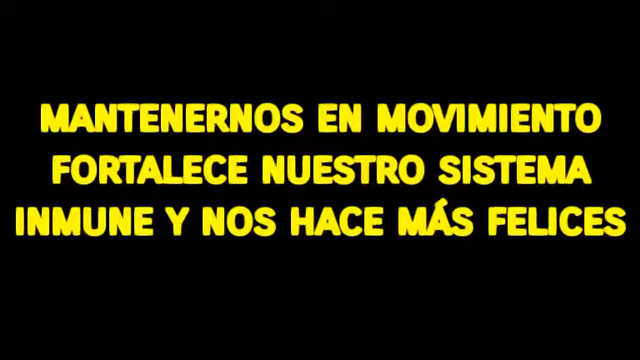 MANTENERNOS EN MOVIMIENTO
FORTALECE NUESTRO SISTEMA
INMUNE Y NOS HACE MÁS FELICES